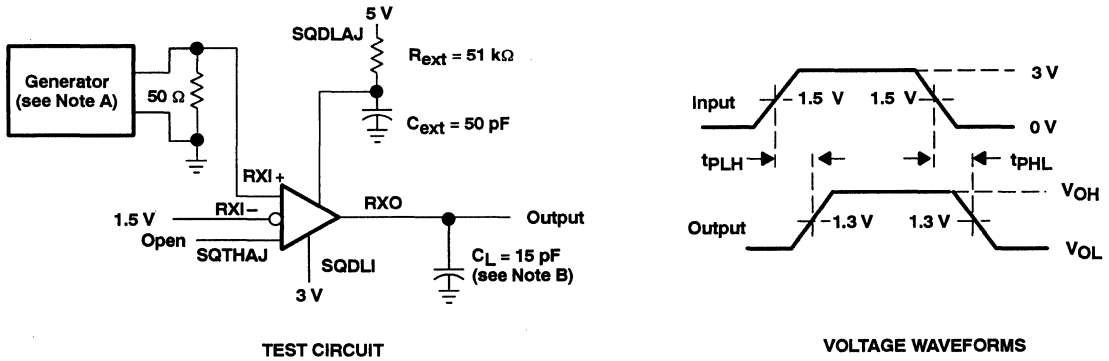 5 V
SQDLAJ
Rext = 51 kΩ
Generator
(see Note A)
50 Ω
Cext = 50 pF
RXI+
RXI−
1.5 V
RXO
Output
Open
SQTHAJ
SQDLI
3 V
CL = 15 pF
(see Note B)
TEST CIRCUIT
3 V
Input
1.5 V
1.5 V
0 V
tPLH
tPHL
VOH
Output
1.3 V
1.3 V
VOL
VOLTAGE WAVEFORMS